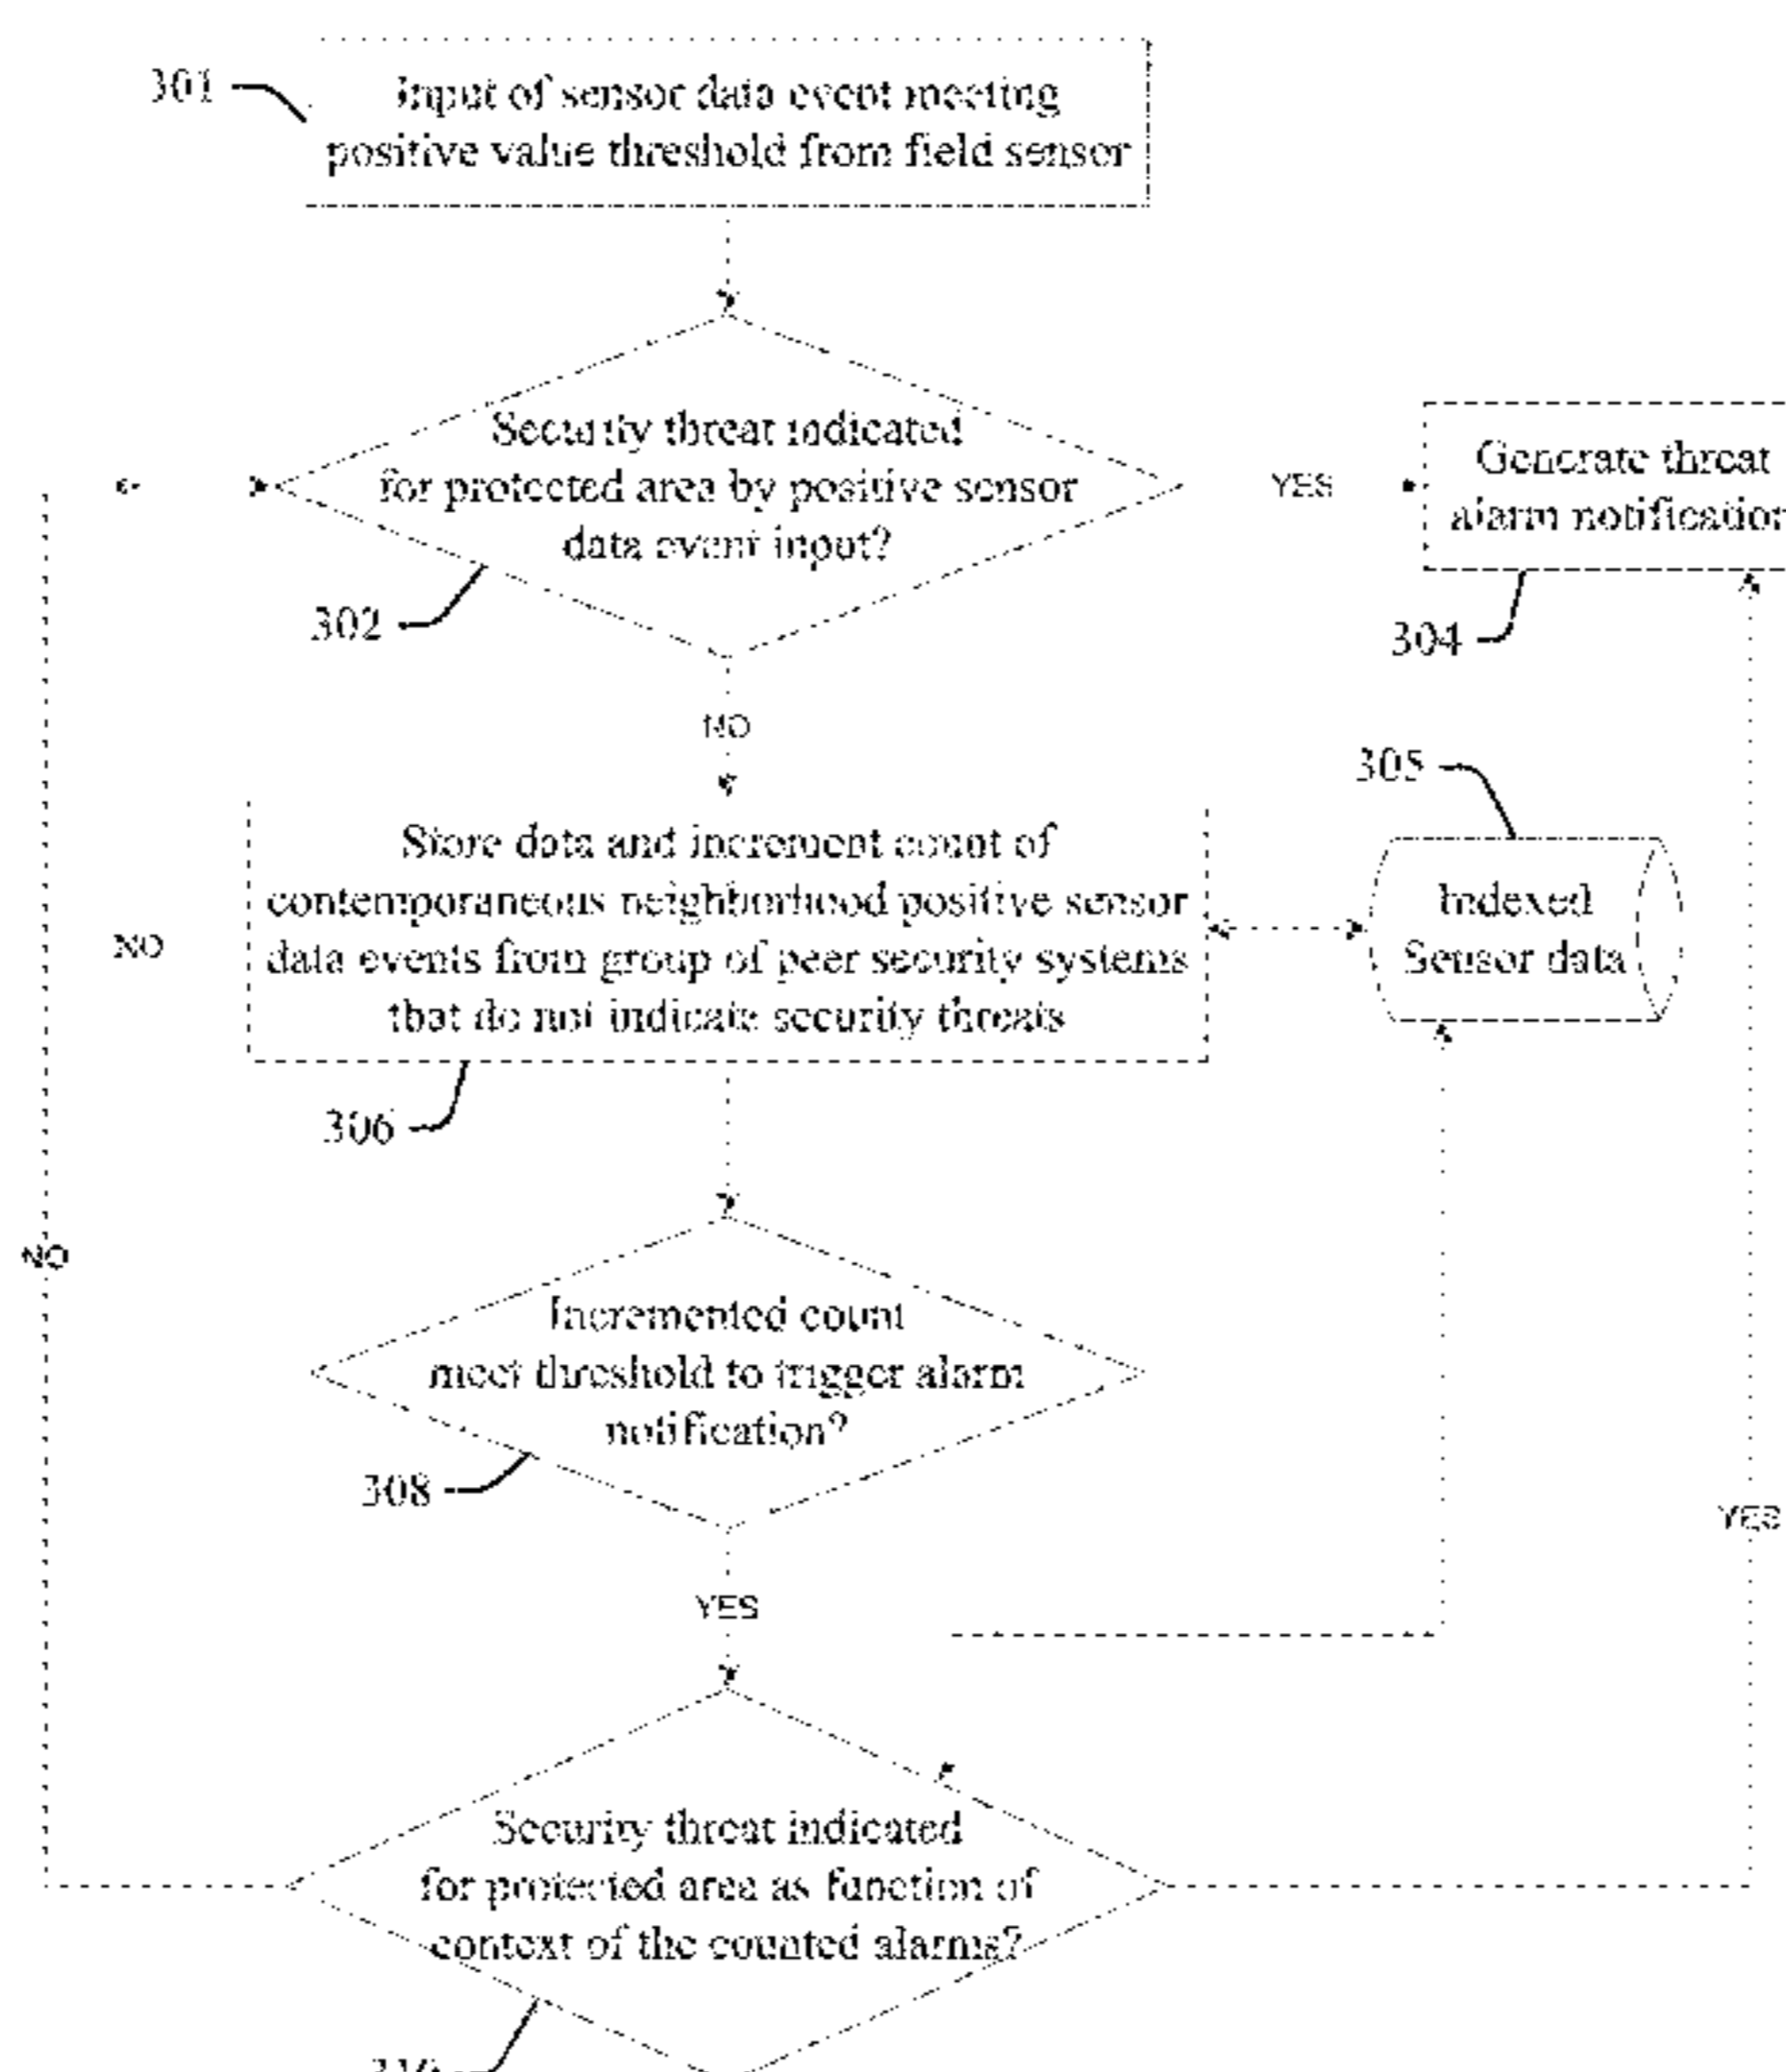 301
Input of sensor data event meeting
positive value threshold from field sensor
Security threat indicated
for protected area by positive sensor
data event input?
302
YES
Generate threat
alarm notification
304
NO
305
Store data and increment count of
contemporaneous neighborhood positive sensor
data events from group of peer security systems
that do not indicate security threats
306
Indexed
Sensor data
NO
NO
Incremented count
meet threshold to trigger alarm
notification?
308
YES
YES
Security threat indicated
for protected area as function of
context of the counted alarms?